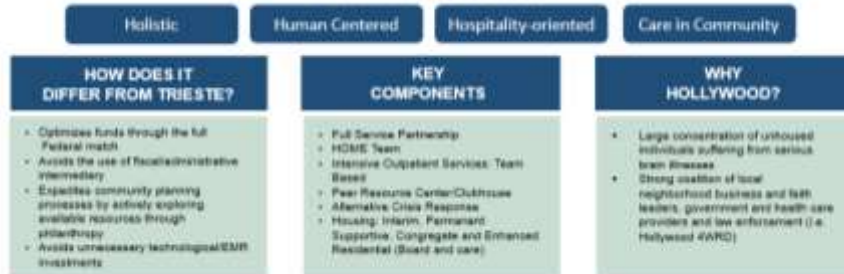 Holistic
Human Centered
Hospitality-oriented
Care in Community
HOW DOES IT
DIFFER FROM TRIESTE?
• Optimizes funds through the full
Federal match
• Avoids the use of fiscal/administrative
intermediary
• Expedites community planning
processes by actively exploring
available resources through
philanthropy
• Avoids unnecessary technological/EMR
investments
KEY
COMPONENTS
• Full Service Partnership
• HOME Team
• Intensive Outpatient Services: Team
Based
• Peer Resource Center/Clubhouse
• Alternative Crisis Response
• Housing: Interim, Permanent
Supportive, Congregate and Enhanced
Residential (Board and care)
WHY
HOLLYWOOD?
• Large concentration of unhoused
individuals suffering from serious
brain illnesses
• Strong coalition of local
neighborhood business and faith
leaders, government and health care
providers and law enforcement (i.e.
Hollywood 4WRD)